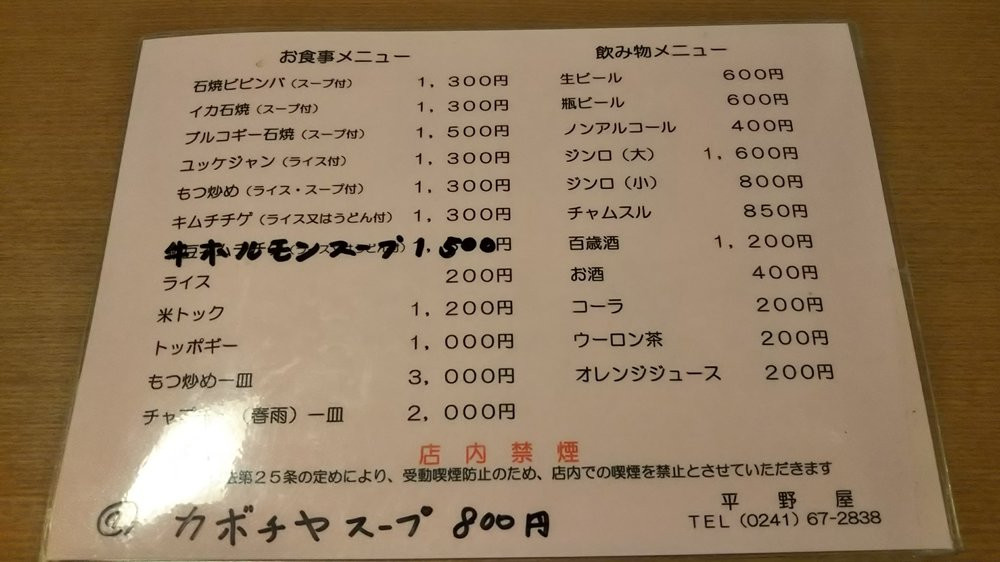 お食事メニュー
石焼ビビンバ(スープ付) 1,300円
イカ石焼(スープ付) 1,300円
プルコギー石焼(スープ付) 1,500円
ユッケジャン(ライス付) 1,300円
もつ炒め(ライス・スープ付) 1,300円
キムチチゲ(ライス又はうどん付) 1,300円
牛ホルモンスープ 1,500円
ライス 200円
米トック 1,200円
トッポギー 1,000円
もつ炒め一皿 3,000円
チャプ(春雨)一皿 2,000円
飲み物メニュー
生ビール 600円
瓶ビール 600円
ノンアルコール 400円
ジンロ(大) 1,600円
ジンロ(小) 800円
チャムスル 850円
百歳酒 1,200円
お酒 400円
コーラ 200円
ウーロン茶 200円
オレンジジュース 200円
店内禁煙
法第25条の定めにより、受動喫煙防止のため、店内での喫煙を禁止とさせていただきます
平野屋
TEL(0241)67-2838
カボチヤスープ 800円